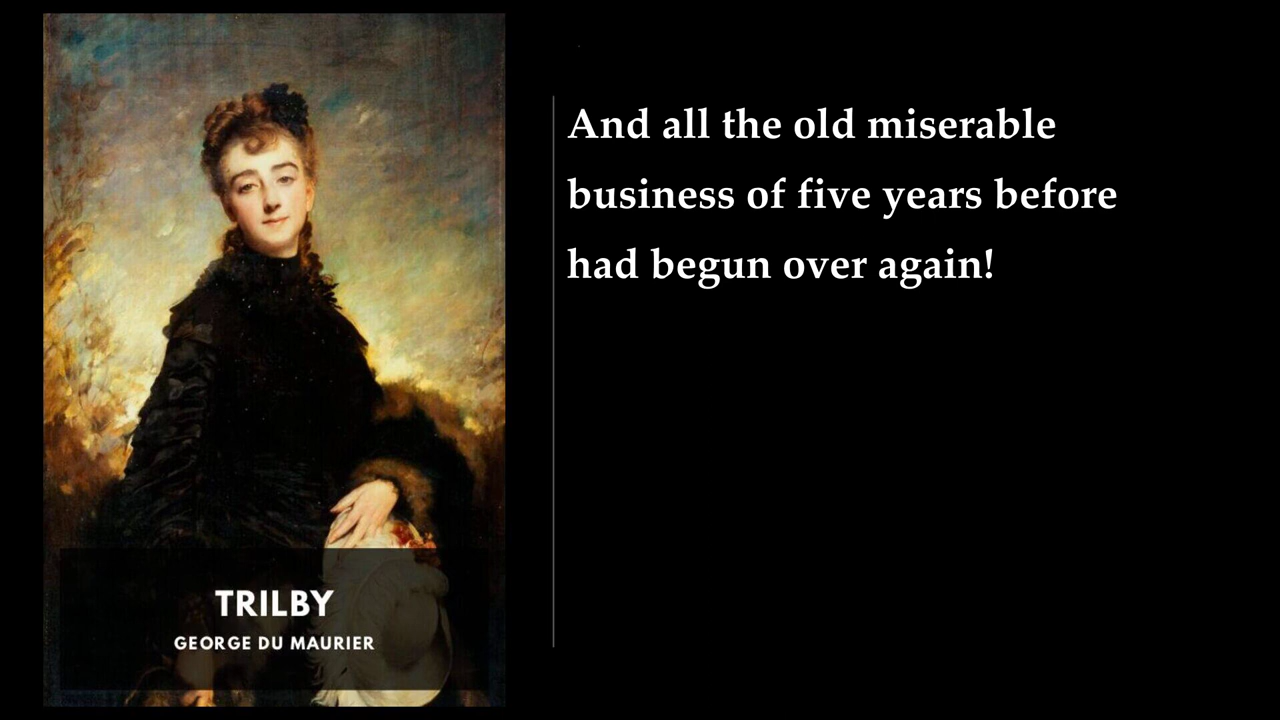 TRILBY
GEORGE DU MAURIER
And all the old miserable
business of five years before
had begun over again!